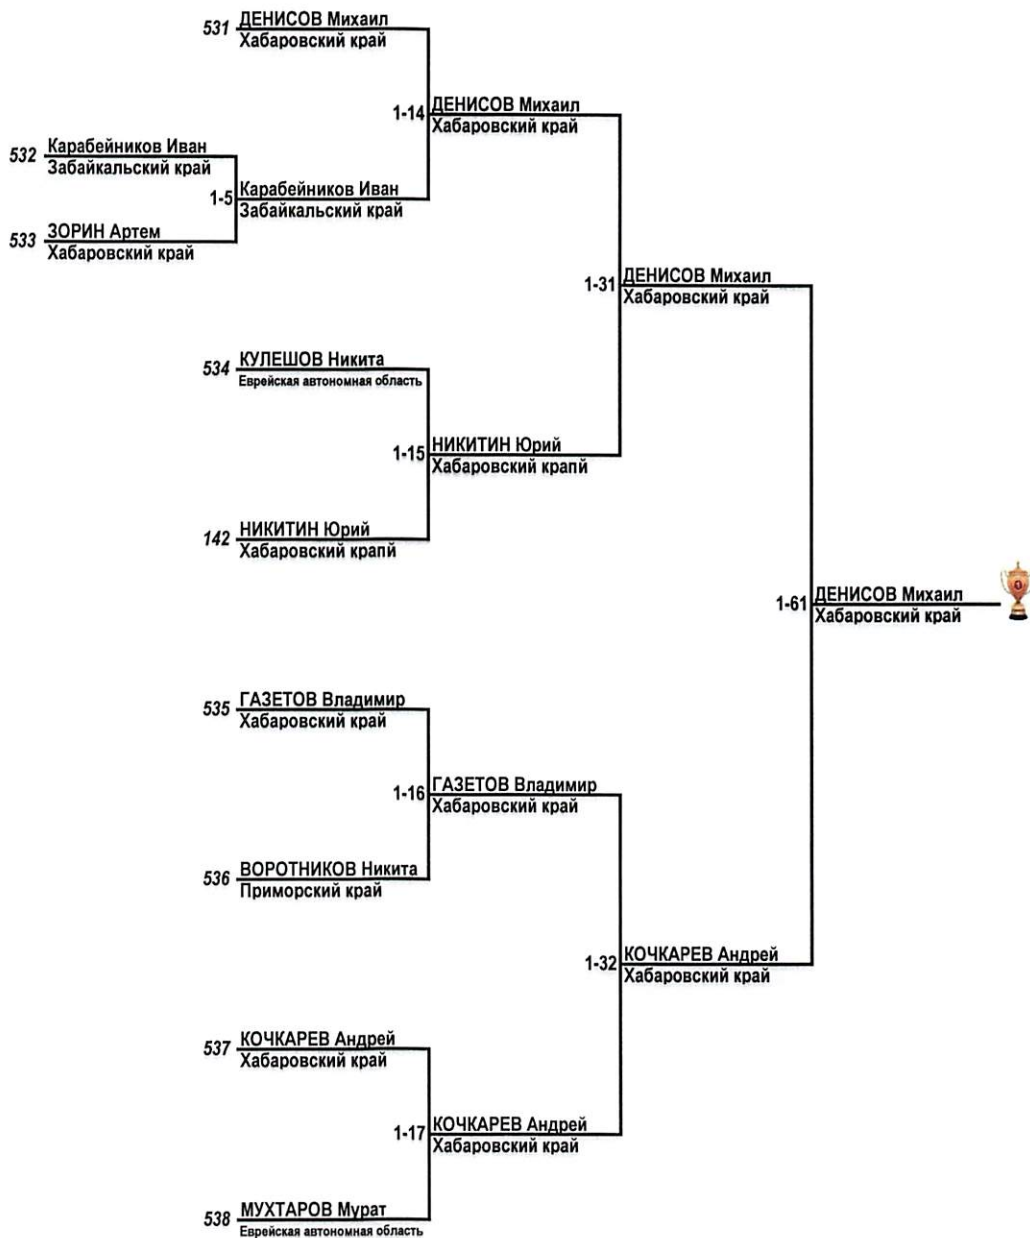 531 ДЕНИСОВ Михаил
Хабаровский край
1-14 ДЕНИСОВ Михаил
Хабаровский край
532 Карабейников Иван
Забайкальский край
1-5 Карабейников Иван
Забайкальский край
533 ЗОРИН Артем
Хабаровский край
1-31 ДЕНИСОВ Михаил
Хабаровский край
534 КУЛЕШОВ Никита
Еврейская автономная область
1-15 НИКИТИН Юрий
Хабаровский крапй
142 НИКИТИН Юрий
Хабаровский крапй
1-61 ДЕНИСОВ Михаил
Хабаровский край
535 ГАЗЕТОВ Владимир
Хабаровский край
1-16 ГАЗЕТОВ Владимир
Хабаровский край
536 ВОРОТНИКОВ Никита
Приморский край
1-32 КОЧКАРЕВ Андрей
Хабаровский край
537 КОЧКАРЕВ Андрей
Хабаровский край
1-17 КОЧКАРЕВ Андрей
Хабаровский край
538 МУХТАРОВ Мурат
Еврейская автономная область